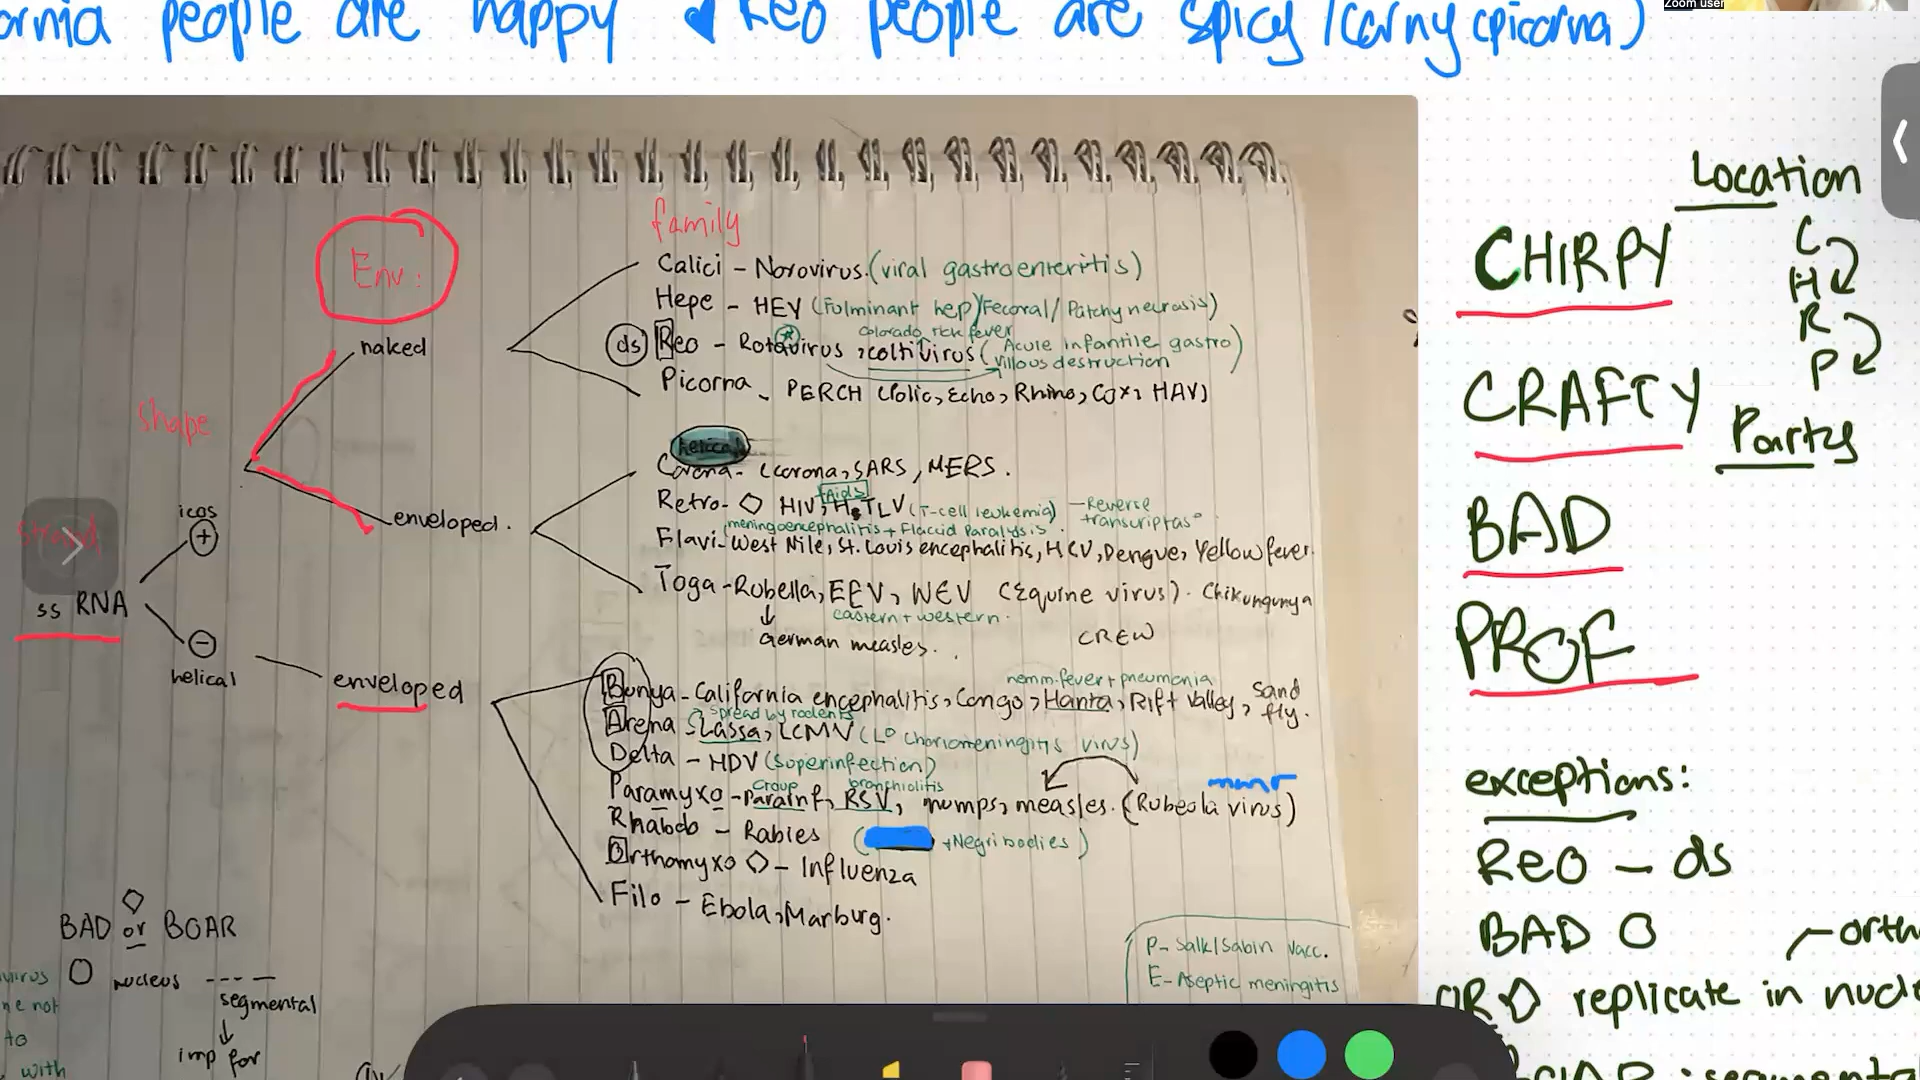 ornia people are happy Reo people are spicy (corny cpicorna)
Zoom user
Location
CHIRPY
C
H
R
P
CRAFTY
Party
BAD
PROF
exceptions:
REO - ds
BAD O orth
OR ◇ replicate in nucl
family
Env.
Calici - Norovirus. (viral gastroenteritis)
Hepe - HEV (Fulminant hep) Fecoral / Patchy necrosis)
Colorado tick fever
ds Reo - Rotavirus, coltivirus (Acute infantile gastro)
villous destruction
Picorna - PERCH (Polio, Echo, Rhino, Cox, HAV)
naked
shape
helical
Corona - (corona, SARS, MERS.
AIDS
Retro- ◇ HIV, HTLV (T-cell leukemia) - Reverse transcriptas
enveloped.
meningoencephalitis + Flaccid Paralysis.
Flavi- West Nile, St. Louis encephalitis, HCV, Dengue, Yellow fever.
Toga - Rubella, EEV, WEV (Equine virus). Chikungunya
eastern + western.
German measles.
CREW
strand
icos
+
ss RNA
-
helical
enveloped
hemm. fever + pneumonia
Bunya - California encephalitis, Congo, Hanta, Rift Valley, Sand fly.
spread by rodents
Arena - Lassa, LCMV (L° Choriomeningitis virus)
Delta - HDV (superinfection)
Croup bronchiolitis
Paramyxo - Parainf, RSV, mumps, measles. (Rubeola virus)
Rhabdo - Rabies ( +Negri bodies)
Orthomyxo ◇ - Influenza
Filo - Ebola, Marburg.
P- Salk/Sabin Vacc.
E- Aseptic meningitis
◇
BAD or BOAR
O nucleus --- —
segmental
imp for
virus
ne not
to
with